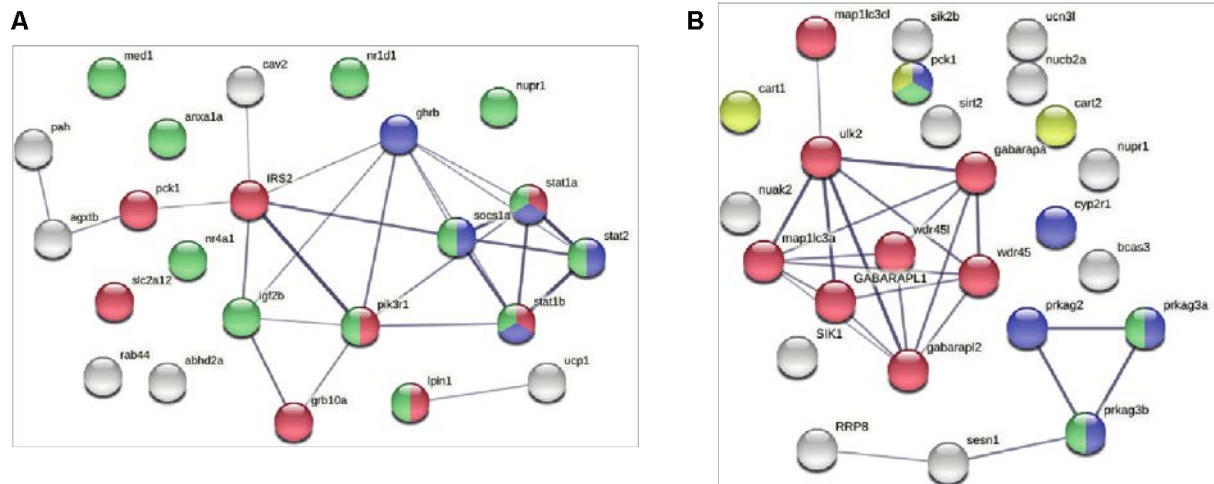 A
med1
cav2
nr1d1
nupr1
anxa1a
ghrb
pah
pck1
IRS2
stat1a
agxtb
socs1a
stat2
nr4a1
slc2a12
igf2b
pik3r1
stat1b
rab44
abhd2a
ucp1
lpin1
grb10a
B
map1lc3cl
sik2b
ucn3l
pck1
nucb2a
cart1
sirt2
cart2
ulk2
gabarapa
nupr1
nuak2
cyp2r1
map1lc3a
wdr45l
wdr45
bcas3
GABARAPL1
prkag2
prkag3a
SIK1
gabarapl2
prkag3b
RRP8
sesn1